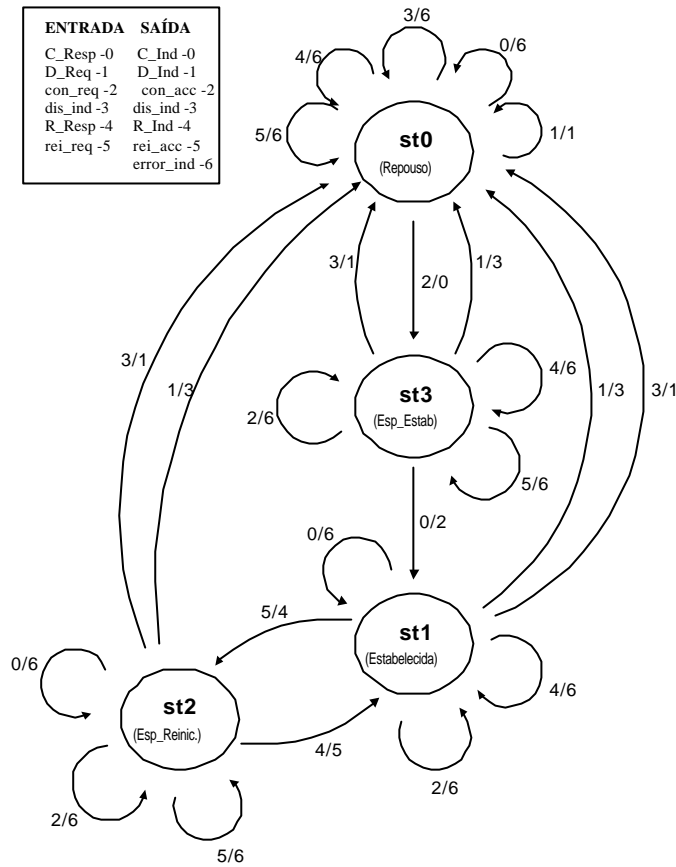 ENTRADA SAÍDA
C_Resp -0 C_Ind -0
D_Req -1 D_Ind -1
con_req -2 con_acc -2
dis_ind -3 dis_ind -3
R_Resp -4 R_Ind -4
rei_req -5 rei_acc -5
error_ind -6
3/6
4/6
0/6
5/6
1/1
st0
(Repouso)
3/1
2/0
1/3
3/1
1/3
st3
(Esp_Estab)
4/6
2/6
5/6
1/3
3/1
0/2
0/6
5/4
st1
(Estabelecida)
0/6
st2
(Esp_Reinic.)
4/6
4/5
2/6
2/6
5/6